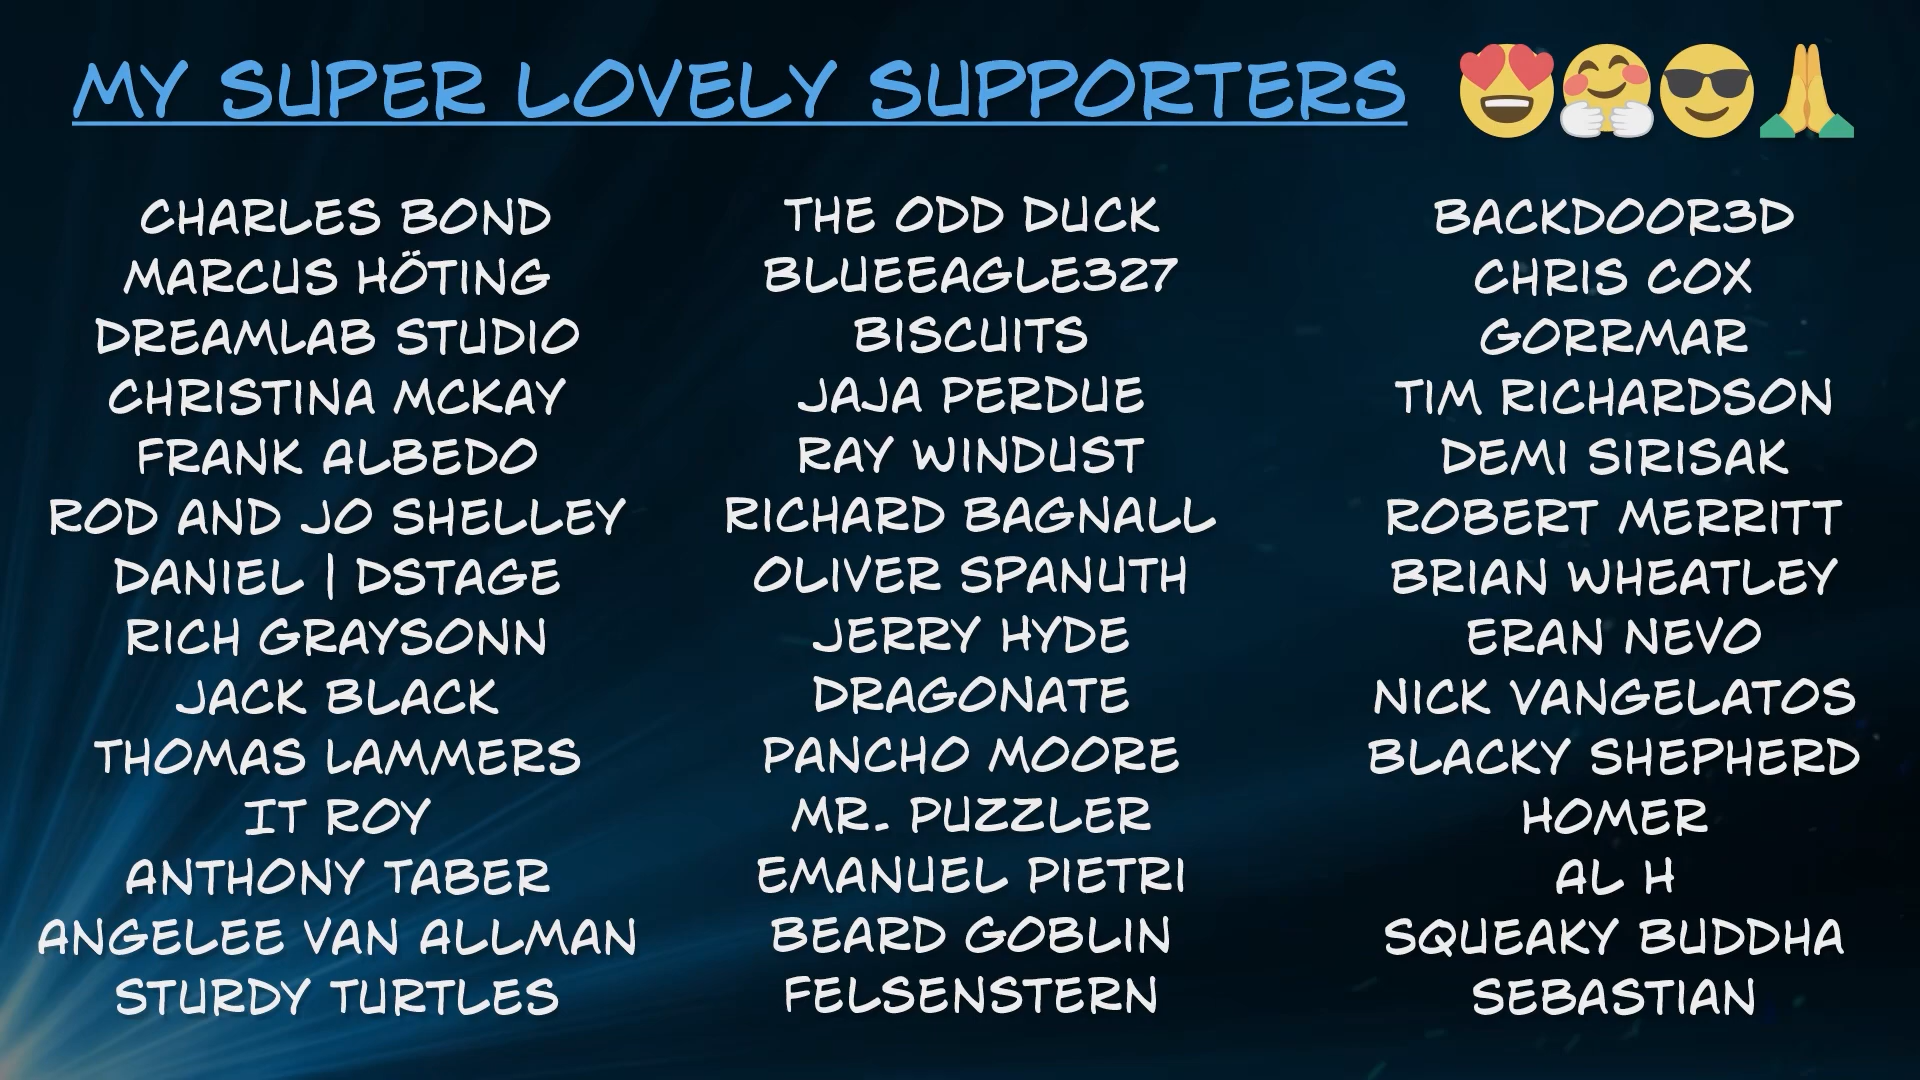 MY SUPER LOVELY SUPPORTERS 😍🤗😎🙏
CHARLES BOND
MARCUS HÖTING
DREAMLAB STUDIO
CHRISTINA MCKAY
FRANK ALBEDO
ROD AND JO SHELLEY
DANIEL | DSTAGE
RICH GRAYSONN
JACK BLACK
THOMAS LAMMERS
IT ROY
ANTHONY TABER
ANGELEE VAN ALLMAN
STURDY TURTLES
THE ODD DUCK
BLUEEAGLE327
BISCUITS
JAJA PERDUE
RAY WINDUST
RICHARD BAGNALL
OLIVER SPANUTH
JERRY HYDE
DRAGONATE
PANCHO MOORE
MR. PUZZLER
EMANUEL PIETRI
BEARD GOBLIN
FELSENSTERN
BACKDOOR3D
CHRIS COX
GORRMAR
TIM RICHARDSON
DEMI SIRISAK
ROBERT MERRITT
BRIAN WHEATLEY
ERAN NEVO
NICK VANGELATOS
BLACKY SHEPHERD
HOMER
AL H
SQUEAKY BUDDHA
SEBASTIAN